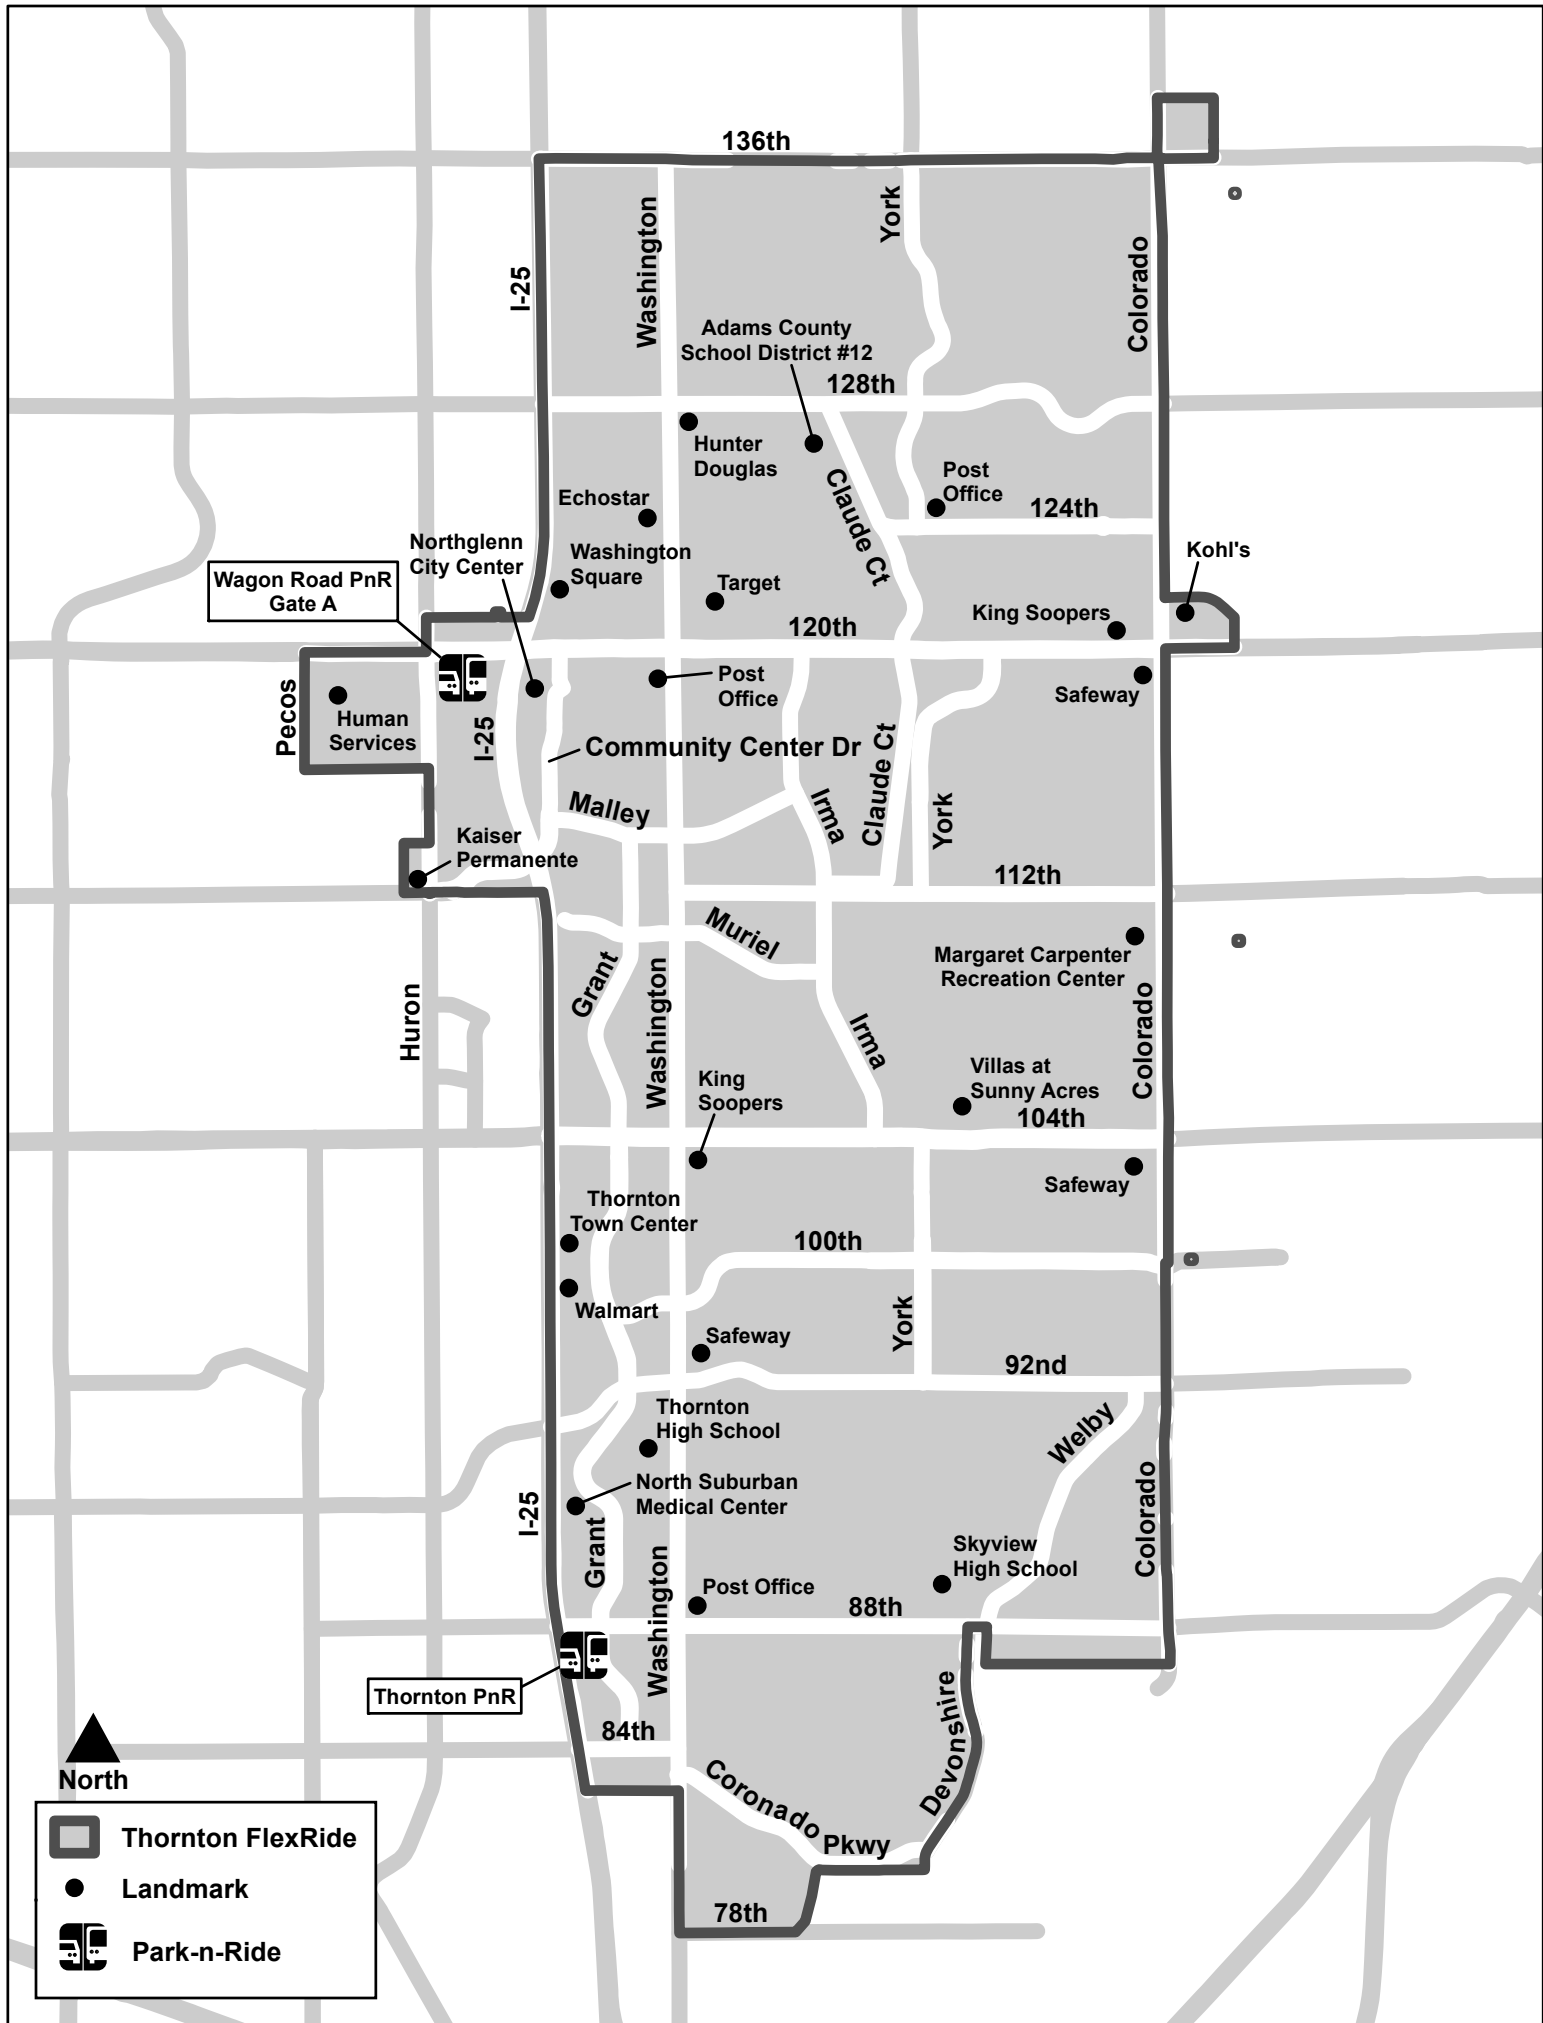 136th
York
Washington
Colorado
I-25
Adams County
School District #12
128th
Hunter
Douglas
Claude Ct
Post
Office
Echostar
124th
Northglenn
City Center
Washington
Square
Kohl's
Wagon Road PnR
Gate A
Target
King Soopers
120th
Post
Office
Safeway
Pecos
Human
Services
I-25
Community Center Dr
Claude Ct
Malley
Irma
York
Kaiser
Permanente
112th
Muriel
Margaret Carpenter
Recreation Center
Grant
Washington
Colorado
Huron
Irma
Villas at
Sunny Acres
King
Soopers
104th
Safeway
Thornton
Town Center
100th
Walmart
York
Safeway
92nd
Thornton
High School
Welby
North Suburban
Medical Center
Colorado
I-25
Grant
Washington
Skyview
High School
Post Office
88th
Thornton PnR
Devonshire
84th
Coronado
Pkwy
North
78th
Thornton FlexRide
Landmark
Park-n-Ride